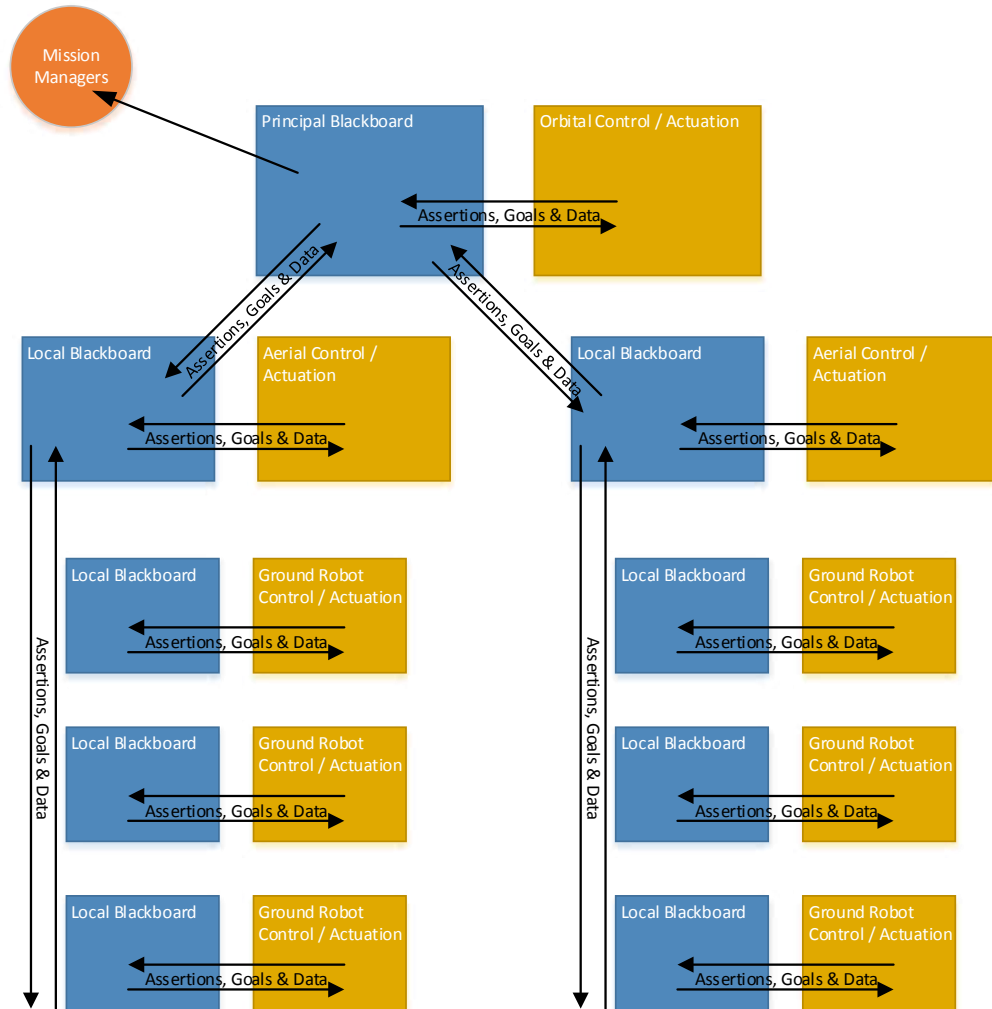 Mission
Managers
Principal Blackboard
Orbital Control / Actuation
Assertions, Goals & Data
Assertions, Goals & Data
Assertions, Goals & Data
Local Blackboard
Aerial Control /
Actuation
Assertions, Goals & Data
Local Blackboard
Aerial Control /
Actuation
Assertions, Goals & Data
Assertions, Goals & Data
Local Blackboard
Ground Robot
Control / Actuation
Assertions, Goals & Data
Local Blackboard
Ground Robot
Control / Actuation
Assertions, Goals & Data
Local Blackboard
Ground Robot
Control / Actuation
Assertions, Goals & Data
Assertions, Goals & Data
Local Blackboard
Ground Robot
Control / Actuation
Assertions, Goals & Data
Local Blackboard
Ground Robot
Control / Actuation
Assertions, Goals & Data
Local Blackboard
Ground Robot
Control / Actuation
Assertions, Goals & Data